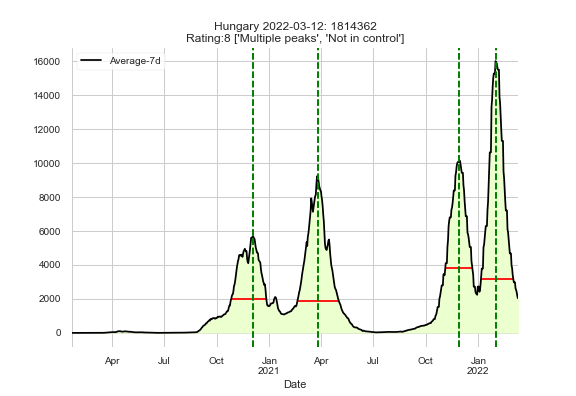 Hungary 2022-03-12: 1814362
Rating:8 ['Multiple peaks', 'Not in control']
Average-7d
16000
14000
12000
10000
8000
6000
4000
2000
0
Apr Jul Oct Jan Apr Jul Oct Jan
2021 2022
Date